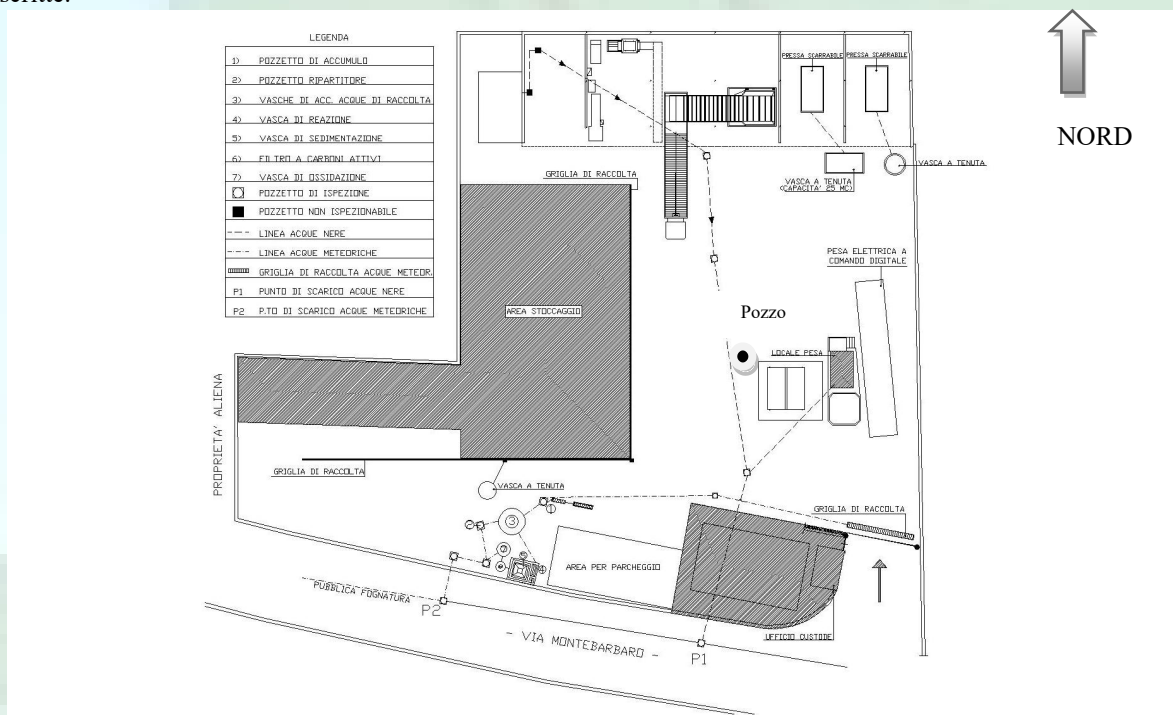 scritte:
NORD
LEGENDA
1) POZZETTO DI ACCUMULO
2) POZZETTO RIPARTITORE
3) VASCHE DI ACC. ACQUE DI RACCOLTA
4) VASCA DI REAZIONE
5) VASCA DI SEDIMENTAZIONE
6) FILTRO A CARBONI ATTIVI
7) VASCA DI OSSIDAZIONE
POZZETTO DI ISPEZIONE
POZZETTO NON ISPEZIONABILE
LINEA ACQUE NERE
LINEA ACQUE METEORICHE
GRIGLIA DI RACCOLTA ACQUE METEOR.
P1 PUNTO DI SCARICO ACQUE NERE
P2 P.TO DI SCARICO ACQUE METEORICHE
PRESSA SCARRABILE
PRESSA SCARRABILE
VASCA A TENUTA
VASCA A TENUTA
(CAPACITA' 25 MC)
GRIGLIA DI RACCOLTA
PESA ELETTRICA A
COMANDO DIGITALE
AREA STOCCAGGIO
Pozzo
LOCALE PESA
PROPRIETA' ALIENA
GRIGLIA DI RACCOLTA
VASCA A TENUTA
GRIGLIA DI RACCOLTA
3
AREA PER PARCHEGGIO
PUBBLICA FOGNATURA
P2
- VIA MONTEBARBARO -
P1
UFFICIO CUSTODE